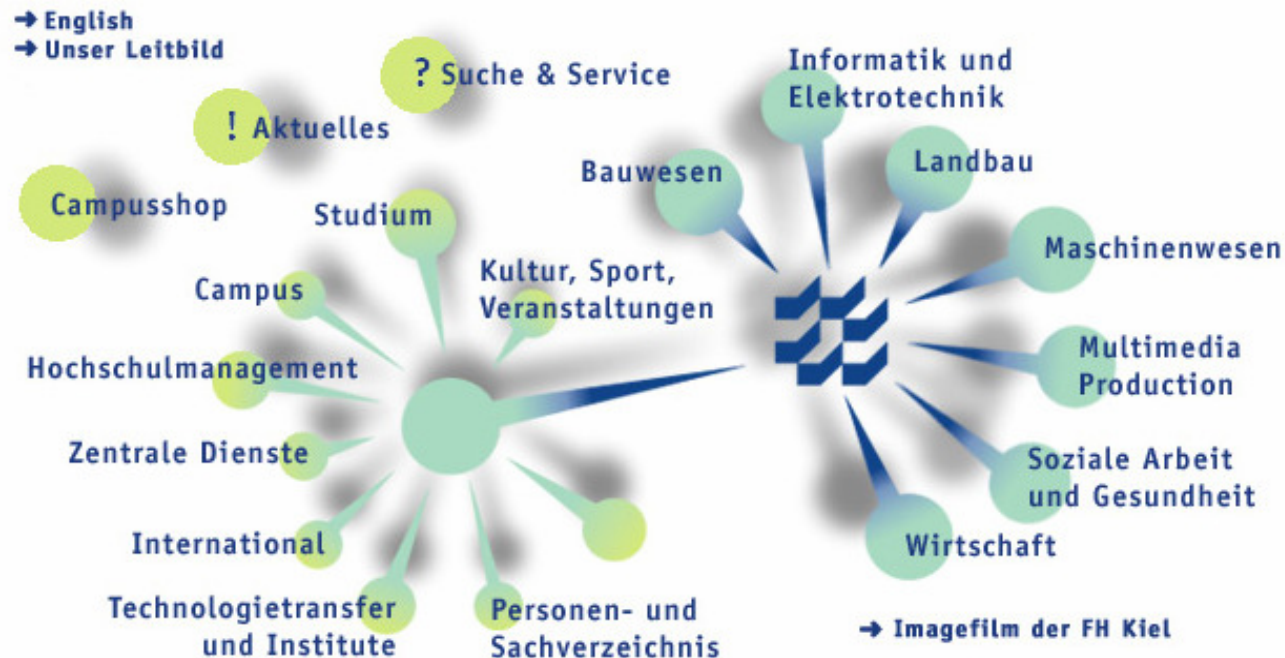 → English
→ Unser Leitbild
? Suche & Service
! Aktuelles
Campusshop
Studium
Campus
Kultur, Sport,
Veranstaltungen
Hochschulmanagement
Zentrale Dienste
International
Technologietransfer
und Institute
Personen- und
Sachverzeichnis
Informatik und
Elektrotechnik
Bauwesen
Landbau
Maschinenwesen
Multimedia
Production
Soziale Arbeit
und Gesundheit
Wirtschaft
→ Imagefilm der FH Kiel